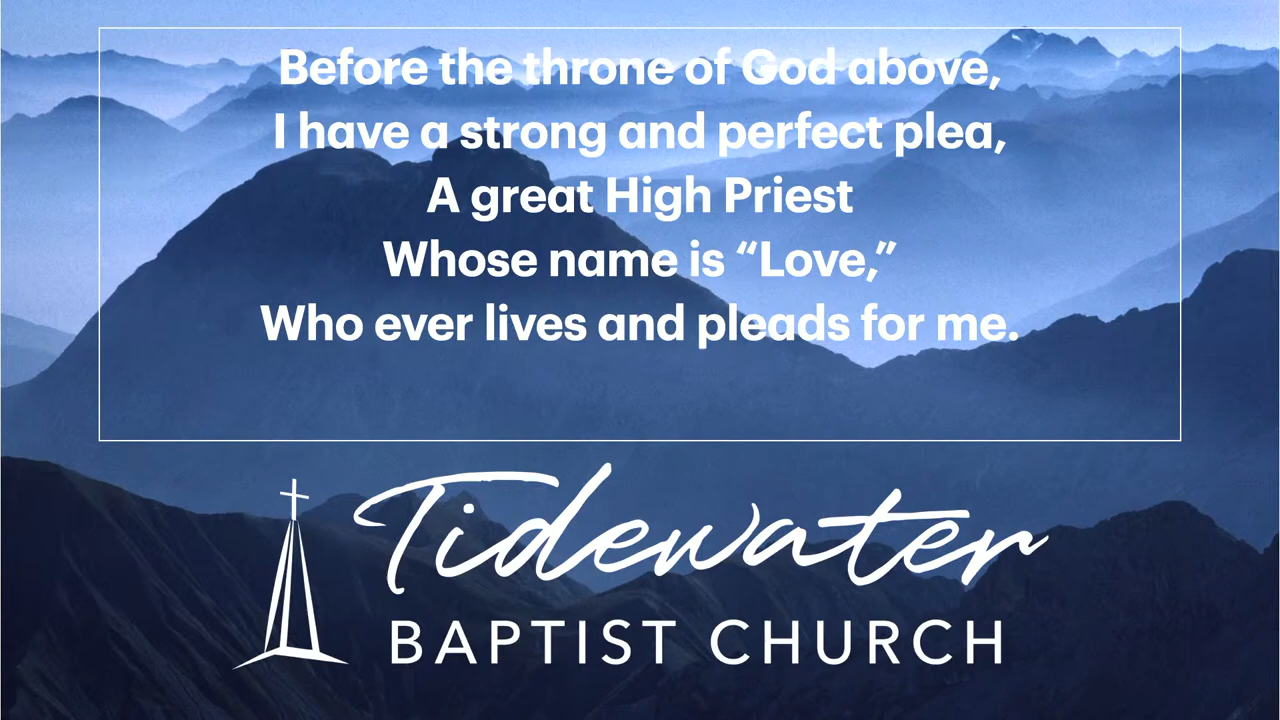 Before the throne of God above,
I have a strong and perfect plea,
A great High Priest
Whose name is “Love,”
Who ever lives and pleads for me.
Tidewater
BAPTIST CHURCH